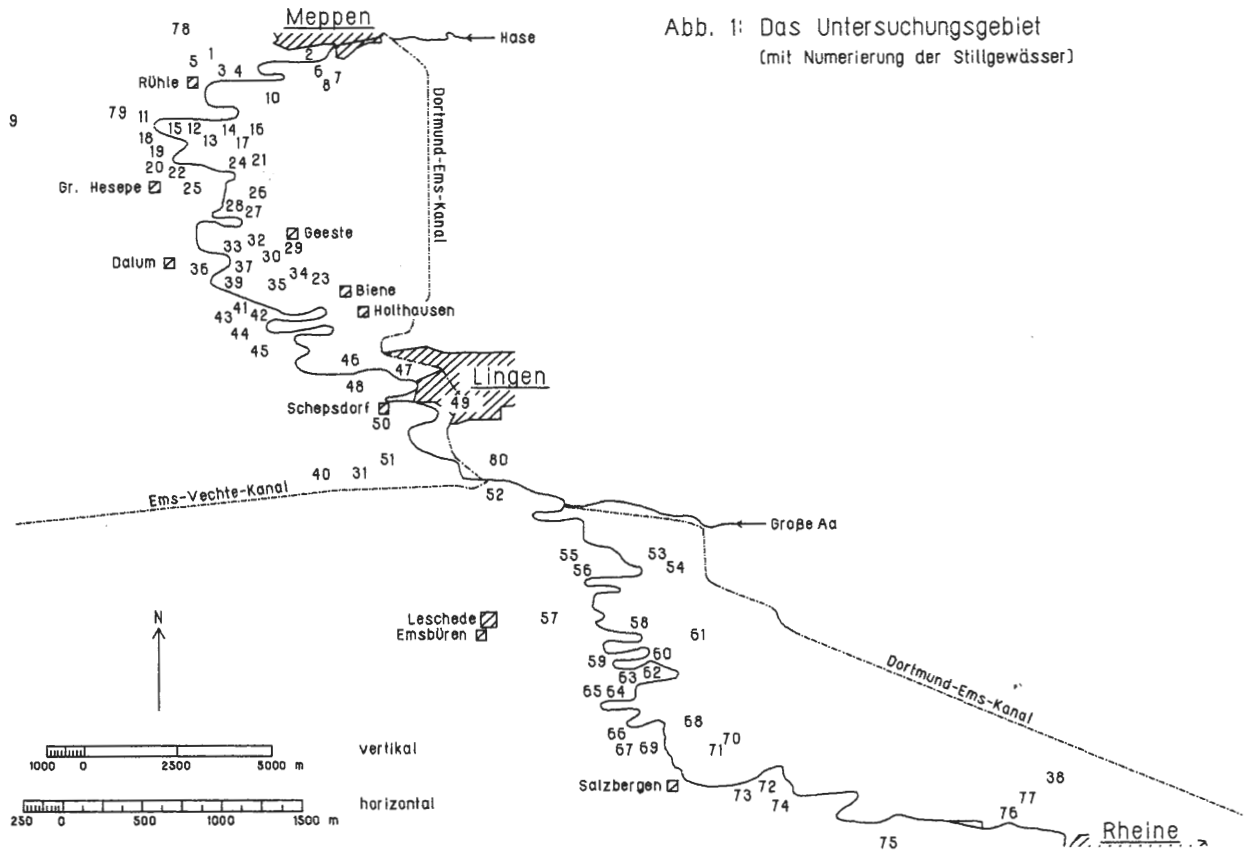 Abb. 1: Das Untersuchungsgebiet
(mit Numerierung der Stillgewässer)
Meppen
Hase
78
5 1 2
3 4 6 7
Rühle 8
10
Dortmund-Ems-Kanal
9
79 11
15 12 14 16
18 13 17
19 24 21
20 22
Gr. Hesepe 25 26
28 27
Geeste
33 32 29
30
Dalum 36 37 34
39 35 23
Biene
Holthausen
41
43 42
44
45
46 47
48
Lingen
49
Schepsdorf
50
51 80
40 31
Ems-Vechte-Kanal
52
Große Aa
55 53
56 54
N
Leschede 57 58
Emsbüren 61
59 60
63 62
65 64
Dortmund-Ems-Kanal
66 68
67 69 71 70
vertikal
1000 0 2500 5000 m
horizontal
250 0 500 1000 1500 m
Salzbergen
73 72
74
38
77
76
75
Rheine